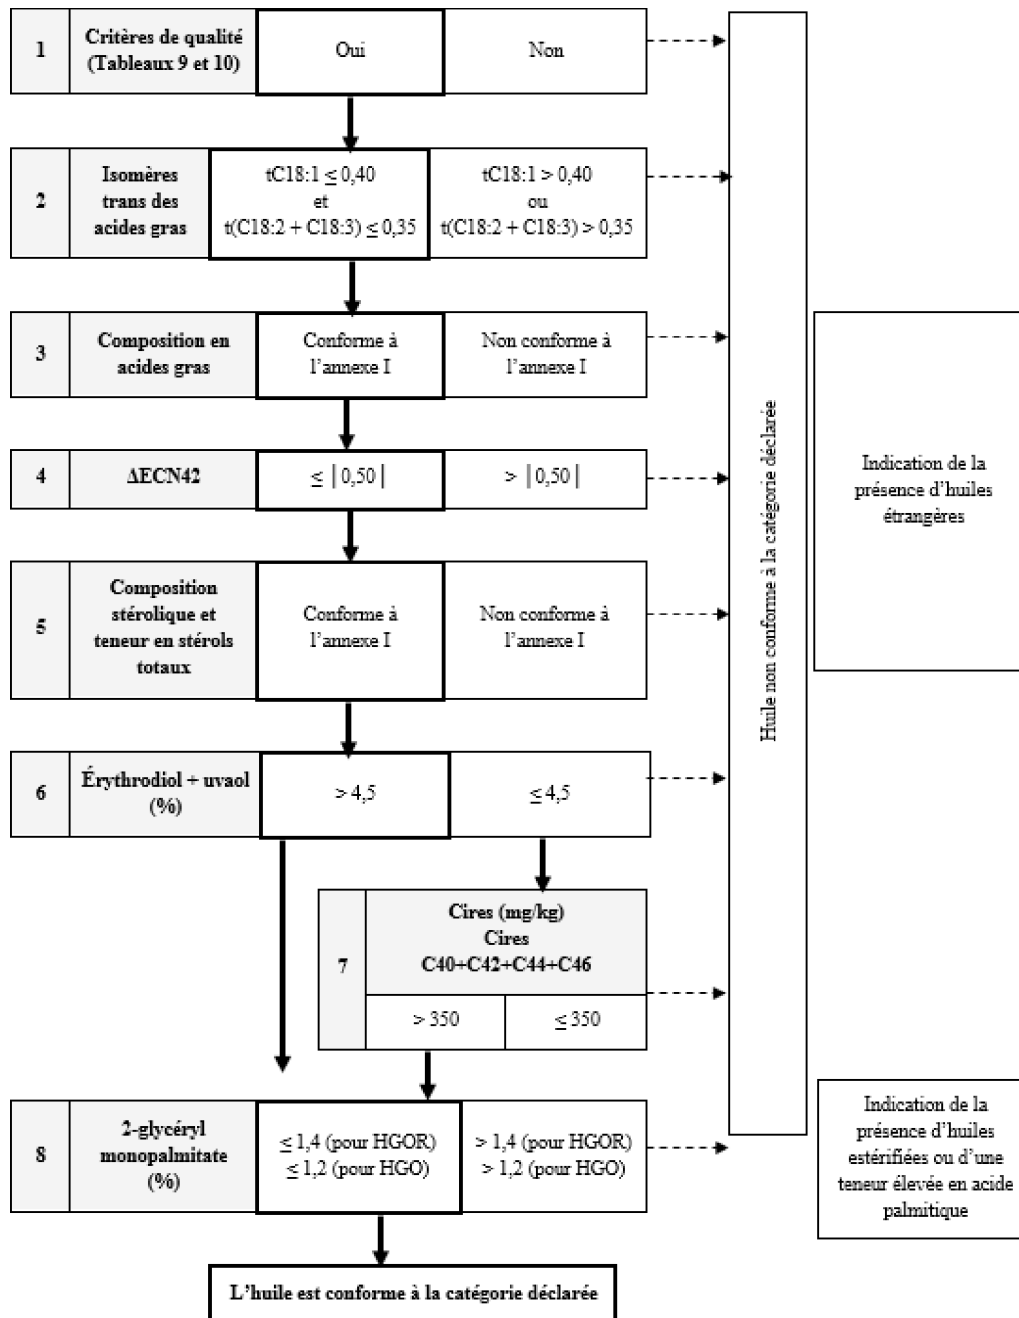 1
Critères de qualité
(Tableaux 9 et 10)
Oui
Non
2
Isomères
trans des
acides gras
tC18:1 ≤ 0,40
et
t(C18:2 + C18:3) ≤ 0,35
tC18:1 > 0,40
ou
t(C18:2 + C18:3) > 0,35
3
Composition en
acides gras
Conforme à
l’annexe I
Non conforme à
l’annexe I
4
ΔECN42
≤ |0,50|
> |0,50|
5
Composition
stérolique et
teneur en stérols
totaux
Conforme à
l’annexe I
Non conforme à
l’annexe I
6
Érythrodiol + uvaol
(%)
> 4,5
≤ 4,5
7
Cires (mg/kg)
Cires
C40+C42+C44+C46
> 350
≤ 350
8
2-glycéryl
monopalmitate
(%)
≤ 1,4 (pour HGOR)
≤ 1,2 (pour HGO)
> 1,4 (pour HGOR)
> 1,2 (pour HGO)
L’huile est conforme à la catégorie déclarée
Huile non conforme à la catégorie déclarée
Indication de la
présence d’huiles
étrangères
Indication de la
présence d’huiles
estérifiées ou d’une
teneur élevée en acide
palmitique